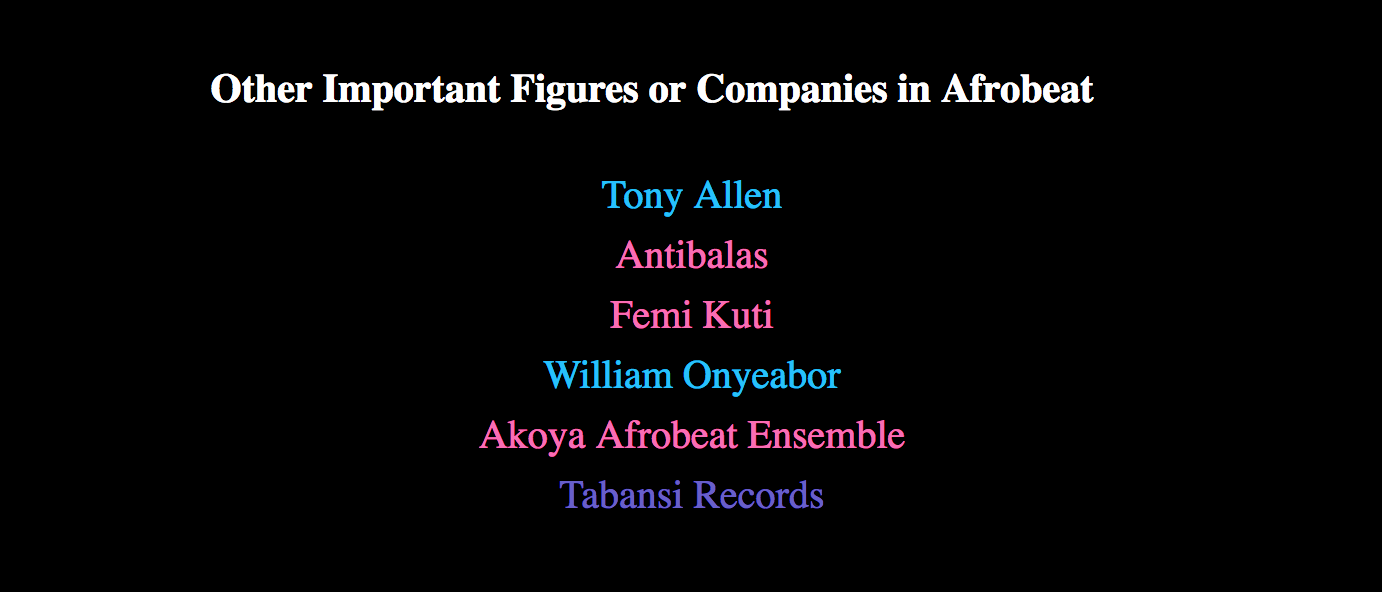 Other Important Figures or Companies in Afrobeat
Tony Allen
Antibalas
Femi Kuti
William Onyeabor
Akoya Afrobeat Ensemble
Tabansi Records